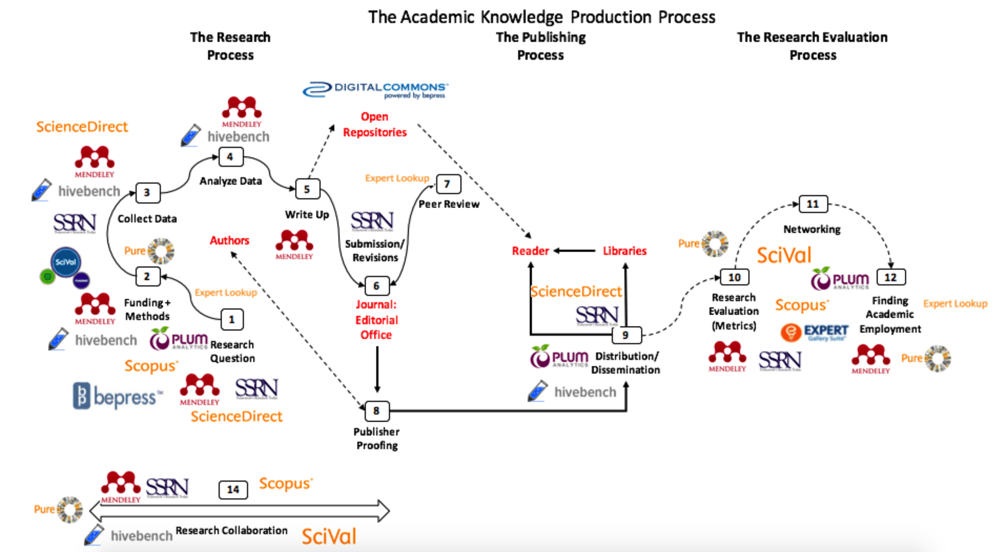 The Academic Knowledge Production Process
The Research
Process
The Publishing
Process
The Research Evaluation
Process
DIGITALCOMMONS™
powered by bepress
Open
Repositories
MENDELEY
hivebench
4
Analyze Data
ScienceDirect
MENDELEY
hivebench
3
Collect Data
SSRN
5
Write Up
MENDELEY
Expert Lookup
7
Peer Review
SSRN
Submission/
Revisions
Authors
Pure
SciVal
2
Funding+
Methods
MENDELEY
hivebench
Expert Lookup
1
Research
Question
PLUM
ANALYTICS
Scopus
bepress™
MENDELEY
SSRN
ScienceDirect
6
Journal:
Editorial
Office
8
Publisher
Proofing
Reader
Libraries
ScienceDirect
SSRN
9
Distribution/
Dissemination
PLUM
ANALYTICS
hivebench
11
Networking
Pure
SciVal
10
Research
Evaluation
(Metrics)
PLUM
ANALYTICS
Scopus
EXPERT
Gallery Suite
MENDELEY
SSRN
12
Finding
Academic
Employment
Expert Lookup
MENDELEY
Pure
MENDELEY
SSRN
14
Scopus
Pure
hivebench
Research Collaboration
SciVal